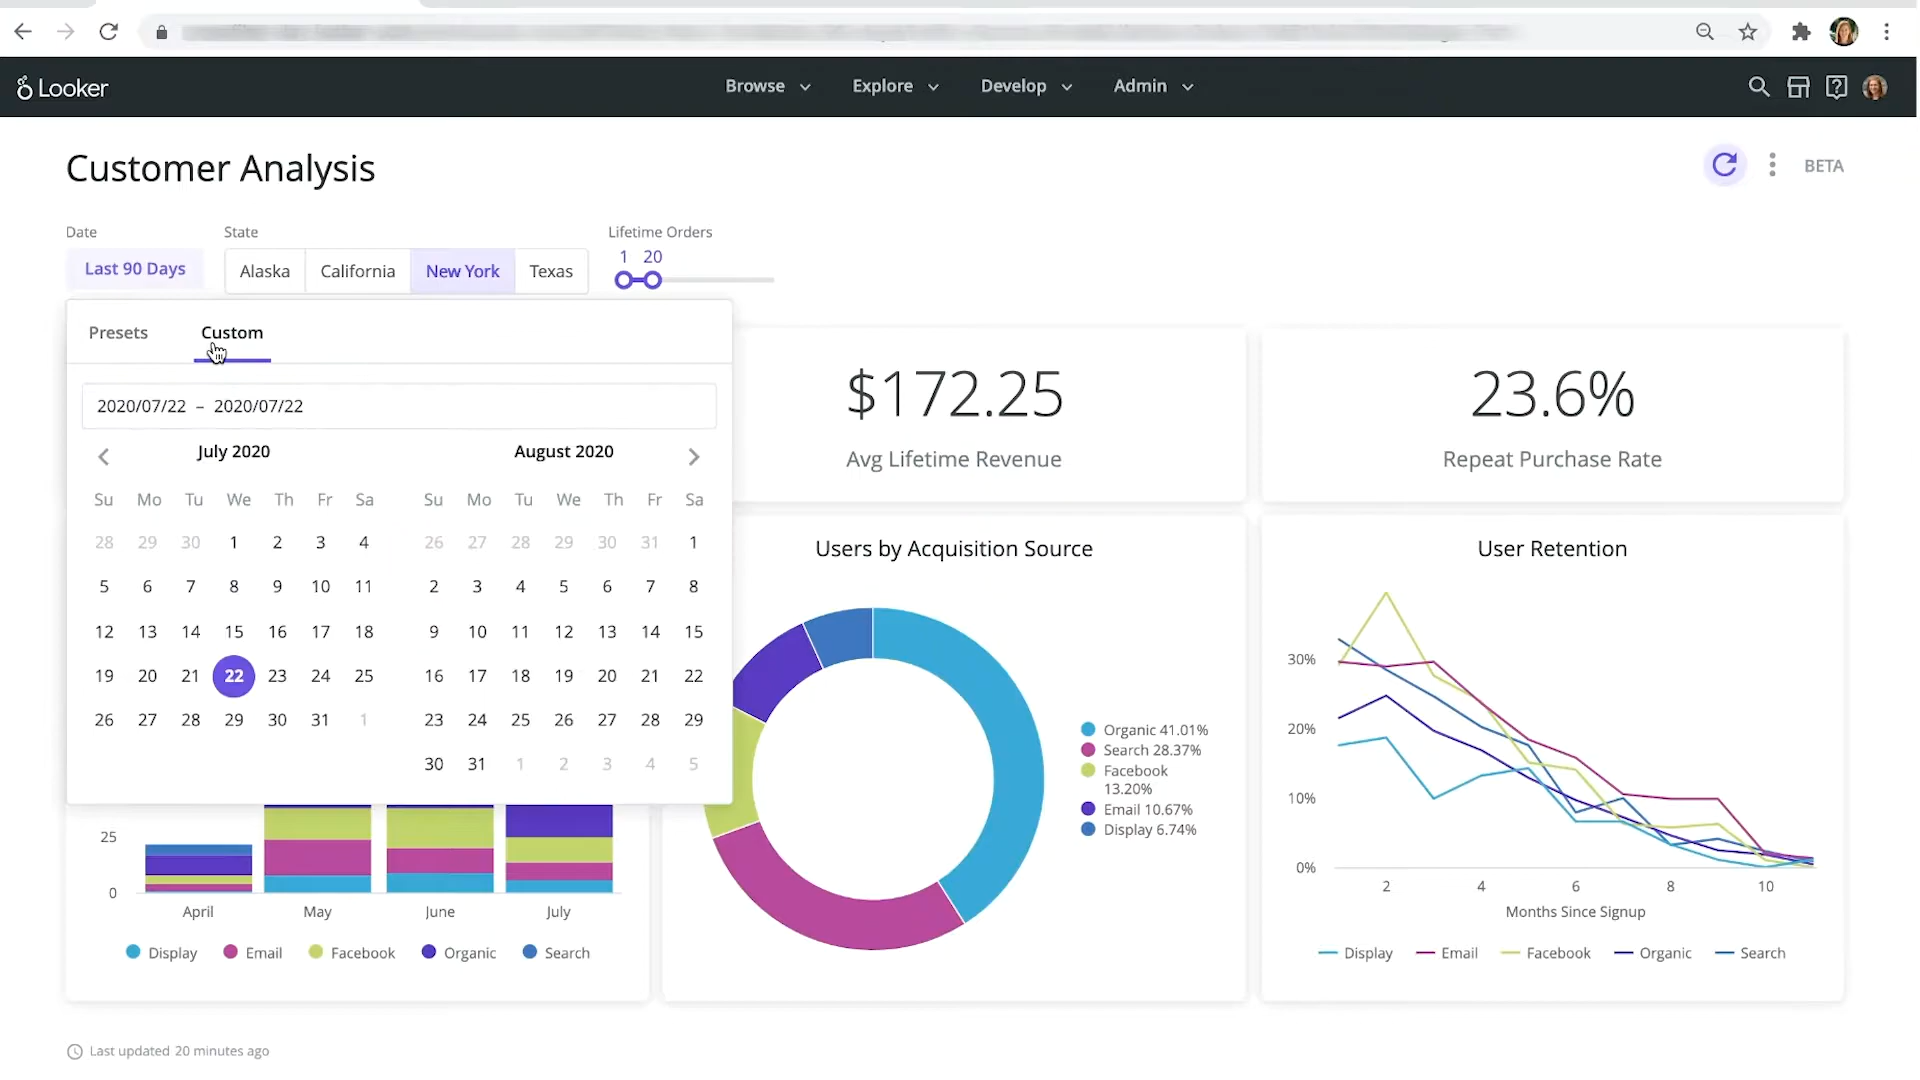 Looker
Browse
Explore
Develop
Admin
Customer Analysis
BETA
Date
State
Lifetime Orders
Last 90 Days
Alaska
California
New York
Texas
1 20
Presets
Custom
2020/07/22 – 2020/07/22
July 2020
Su Mo Tu We Th Fr Sa
28 29 30 1 2 3 4
5 6 7 8 9 10 11
12 13 14 15 16 17 18
19 20 21 22 23 24 25
26 27 28 29 30 31 1
August 2020
Su Mo Tu We Th Fr Sa
26 27 28 29 30 31 1
2 3 4 5 6 7 8
9 10 11 12 13 14 15
16 17 18 19 20 21 22
23 24 25 26 27 28 29
30 31 1 2 3 4 5
$172.25
Avg Lifetime Revenue
23.6%
Repeat Purchase Rate
25
0
April May June July
Display Email Facebook Organic Search
Users by Acquisition Source
Organic 41.01%
Search 28.37%
Facebook
13.20%
Email 10.67%
Display 6.74%
User Retention
30%
20%
10%
0%
2 4 6 8 10
Months Since Signup
Display Email Facebook Organic Search
Last updated 20 minutes ago